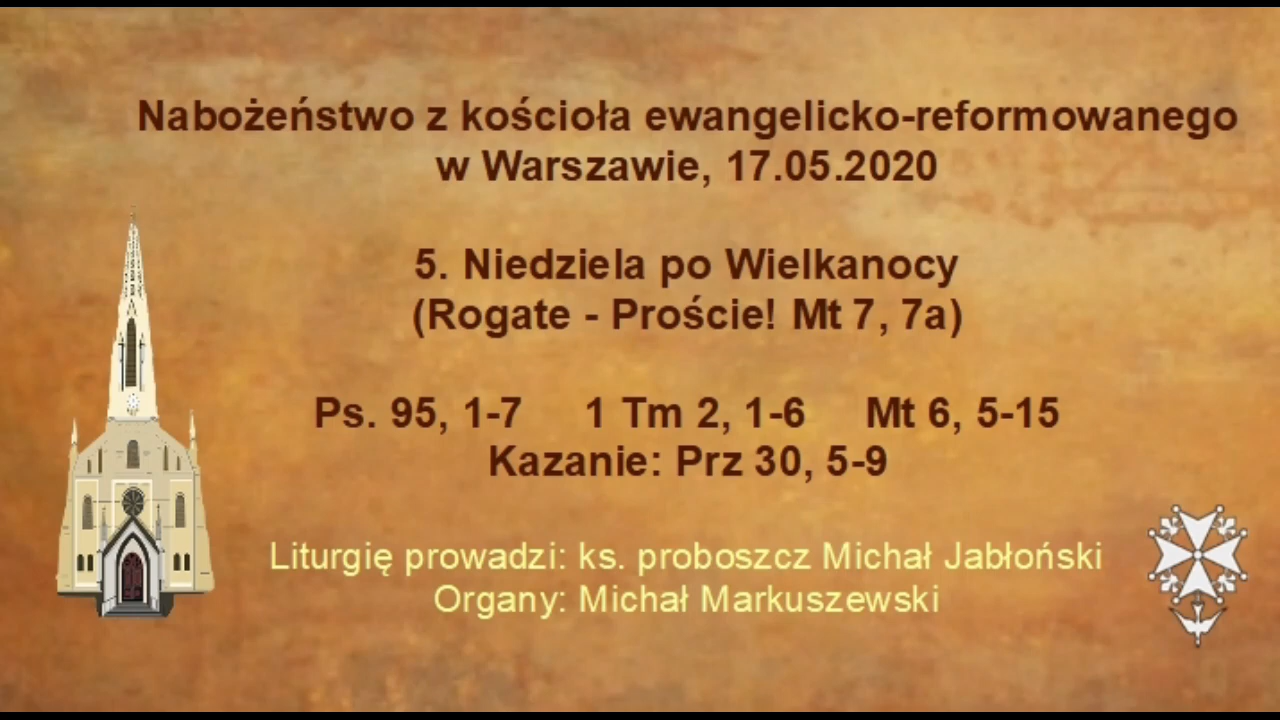 Nabożeństwo z kościoła ewangelicko-reformowanego
w Warszawie, 17.05.2020
5. Niedziela po Wielkanocy
(Rogate - Proście! Mt 7, 7a)
Ps. 95, 1-7 1 Tm 2, 1-6 Mt 6, 5-15
Kazanie: Prz 30, 5-9
Liturgię prowadzi: ks. proboszcz Michał Jabłoński
Organy: Michał Markuszewski